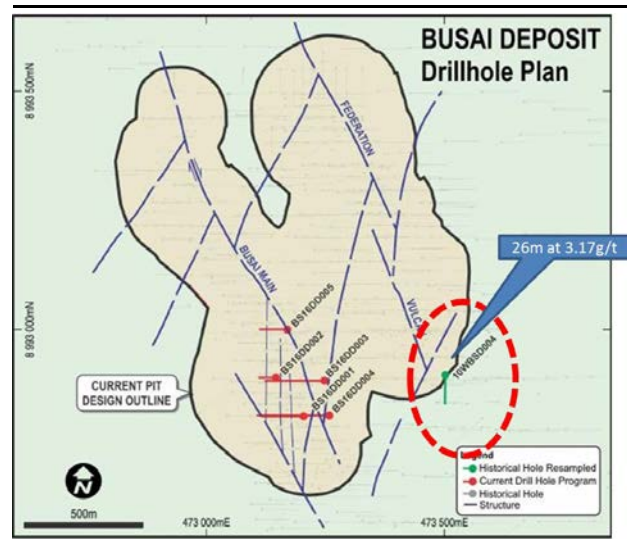 BUSAI DEPOSIT
Drillhole Plan
8 993 500mN
FEDERATION
26m at 3.17g/t
BUSAI MAIN
BS16DD005
8 993 000mN
VULCA
10WBSD004
BS16DD002
BS16DD003
BS16DD001
BS16DD004
CURRENT PIT
DESIGN OUTLINE
Legend
Historical Hole Resampled
Current Drill Hole Program
Historical Hole
Structure
N
500m
473 000mE
473 500mE